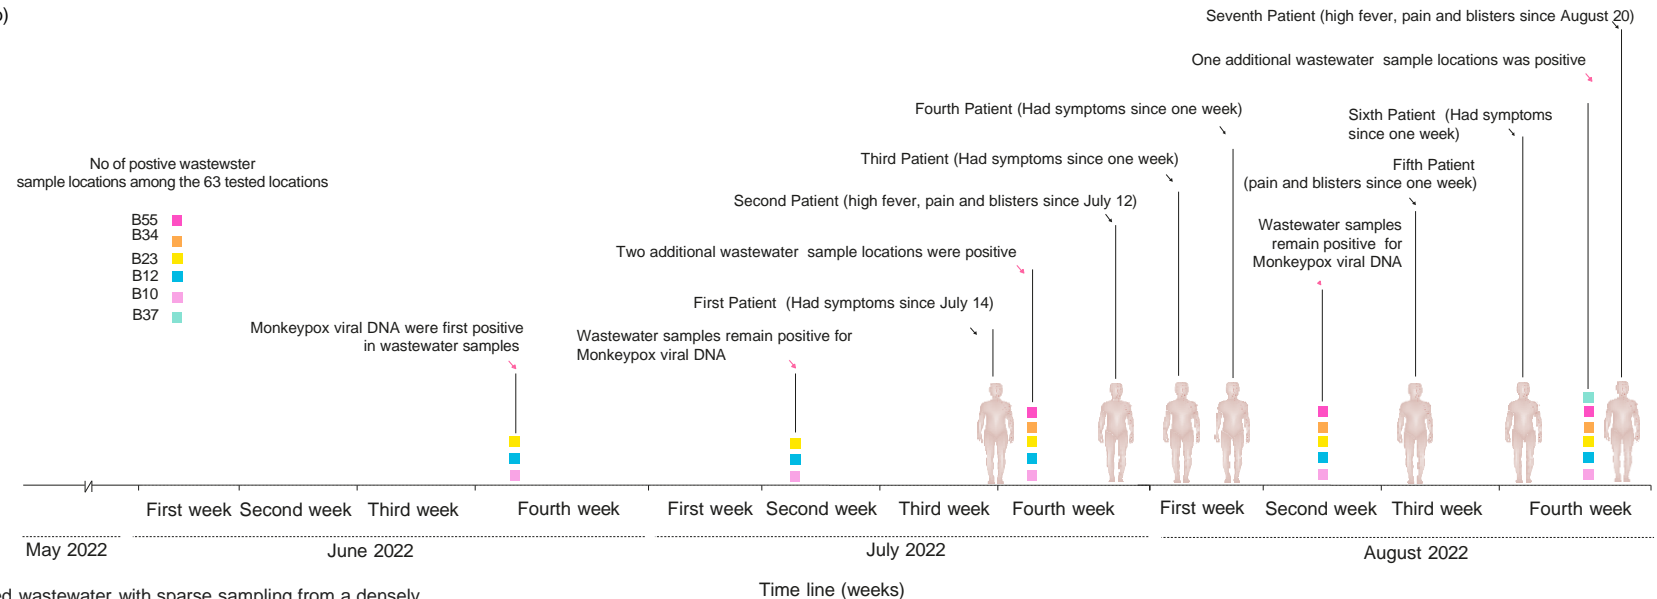 )
Seventh Patient (high fever, pain and blisters since August 20)
One additional wastewater sample locations was positive
Fourth Patient (Had symptoms since one week)
Sixth Patient (Had symptoms
since one week)
Third Patient (Had symptoms since one week)
Fifth Patient
(pain and blisters since one week)
No of postive wastewster
sample locations among the 63 tested locations
Second Patient (high fever, pain and blisters since July 12)
Wastewater samples
remain positive for
Monkeypox viral DNA
Two additional wastewater sample locations were positive
First Patient (Had symptoms since July 14)
B55
B34
B23
B12
B10
B37
Monkeypox viral DNA were first positive
in wastewater samples
Wastewater samples remain positive for
Monkeypox viral DNA
First week Second week Third week Fourth week First week Second week Third week Fourth week First week Second week Third week Fourth week
May 2022 June 2022 July 2022 August 2022
Time line (weeks)
ed wastewater with sparse sampling from a densely